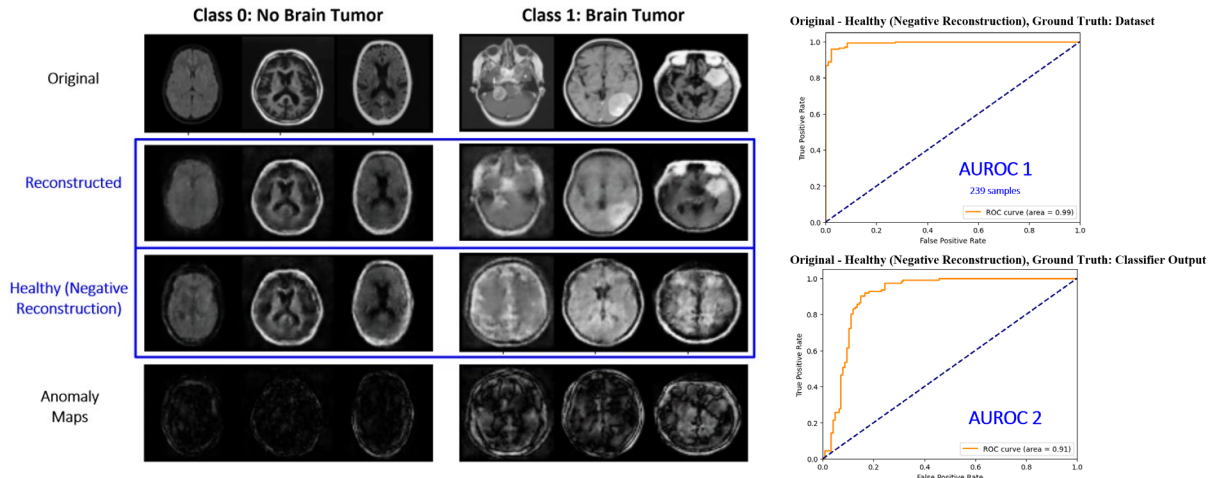 Class 0: No Brain Tumor
Class 1: Brain Tumor
Original
Reconstructed
Healthy (Negative
Reconstruction)
Anomaly
Maps
Original - Healthy (Negative Reconstruction), Ground Truth: Dataset
True Positive Rate
1.0
0.8
0.6
0.4
0.2
0.0
AUROC 1
239 samples
ROC curve (area = 0.99)
0.0 0.2 0.4 0.6 0.8 1.0
False Positive Rate
Original - Healthy (Negative Reconstruction), Ground Truth: Classifier Output
True Positive Rate
1.0
0.8
0.6
0.4
0.2
0.0
AUROC 2
ROC curve (area = 0.91)
0.0 0.2 0.4 0.6 0.8 1.0
False Positive Rate